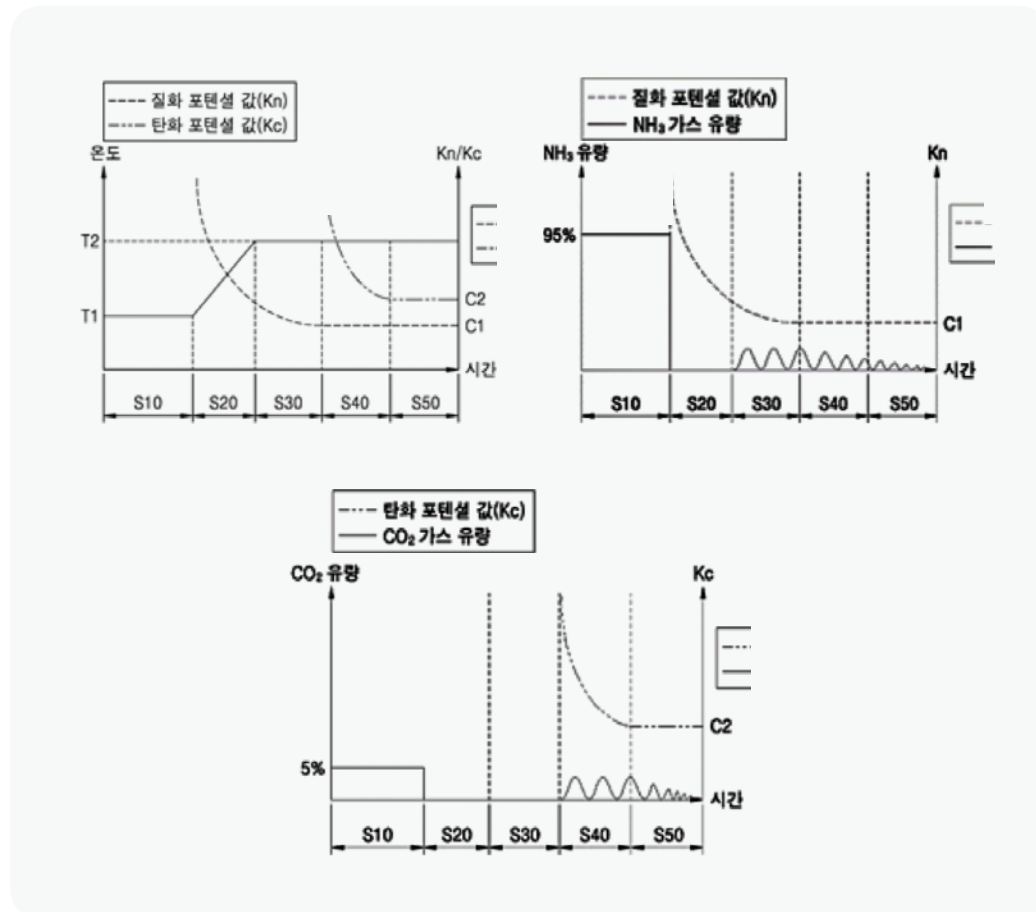 질화 포텐셜 값(Kn)
탄화 포텐셜 값(Kc)
온도
Kn/Kc
T2
T1
C2
C1
시간
S10 S20 S30 S40 S50
질화 포텐셜 값(Kn)
NH₃ 가스 유량
NH₃ 유량
Kn
95%
C1
시간
S10 S20 S30 S40 S50
탄화 포텐셜 값(Kc)
CO₂ 가스 유량
CO₂ 유량
Kc
C2
5%
시간
S10 S20 S30 S40 S50